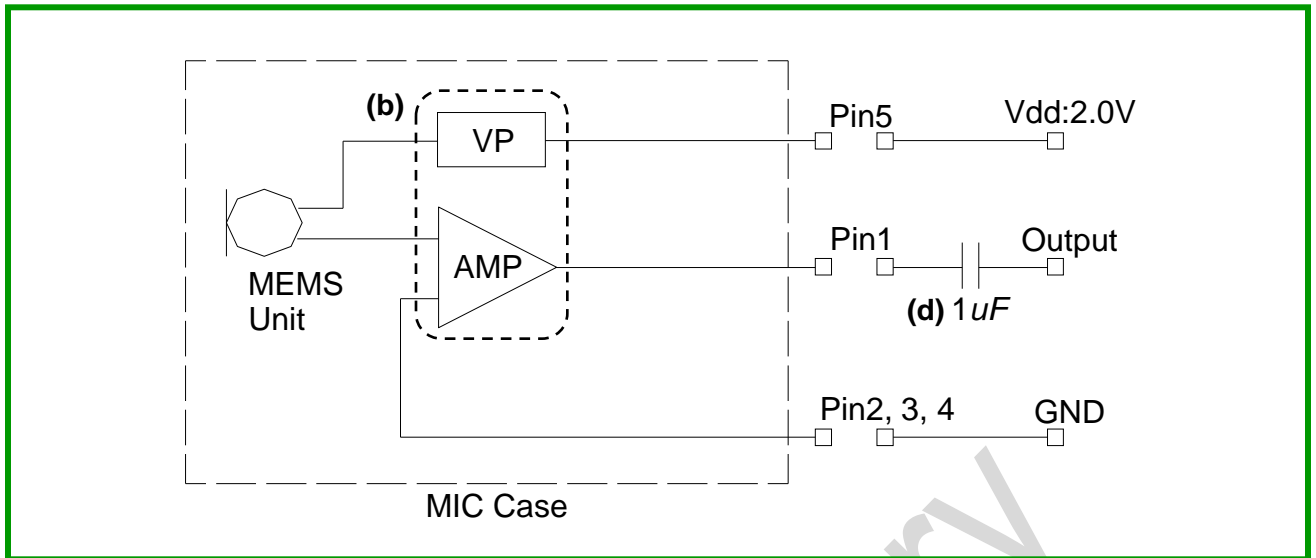 (b)
VP
Pin5
Vdd:2.0V
AMP
Pin1
Output
MEMS
Unit
(d) 1uF
Pin2, 3, 4
GND
MIC Case